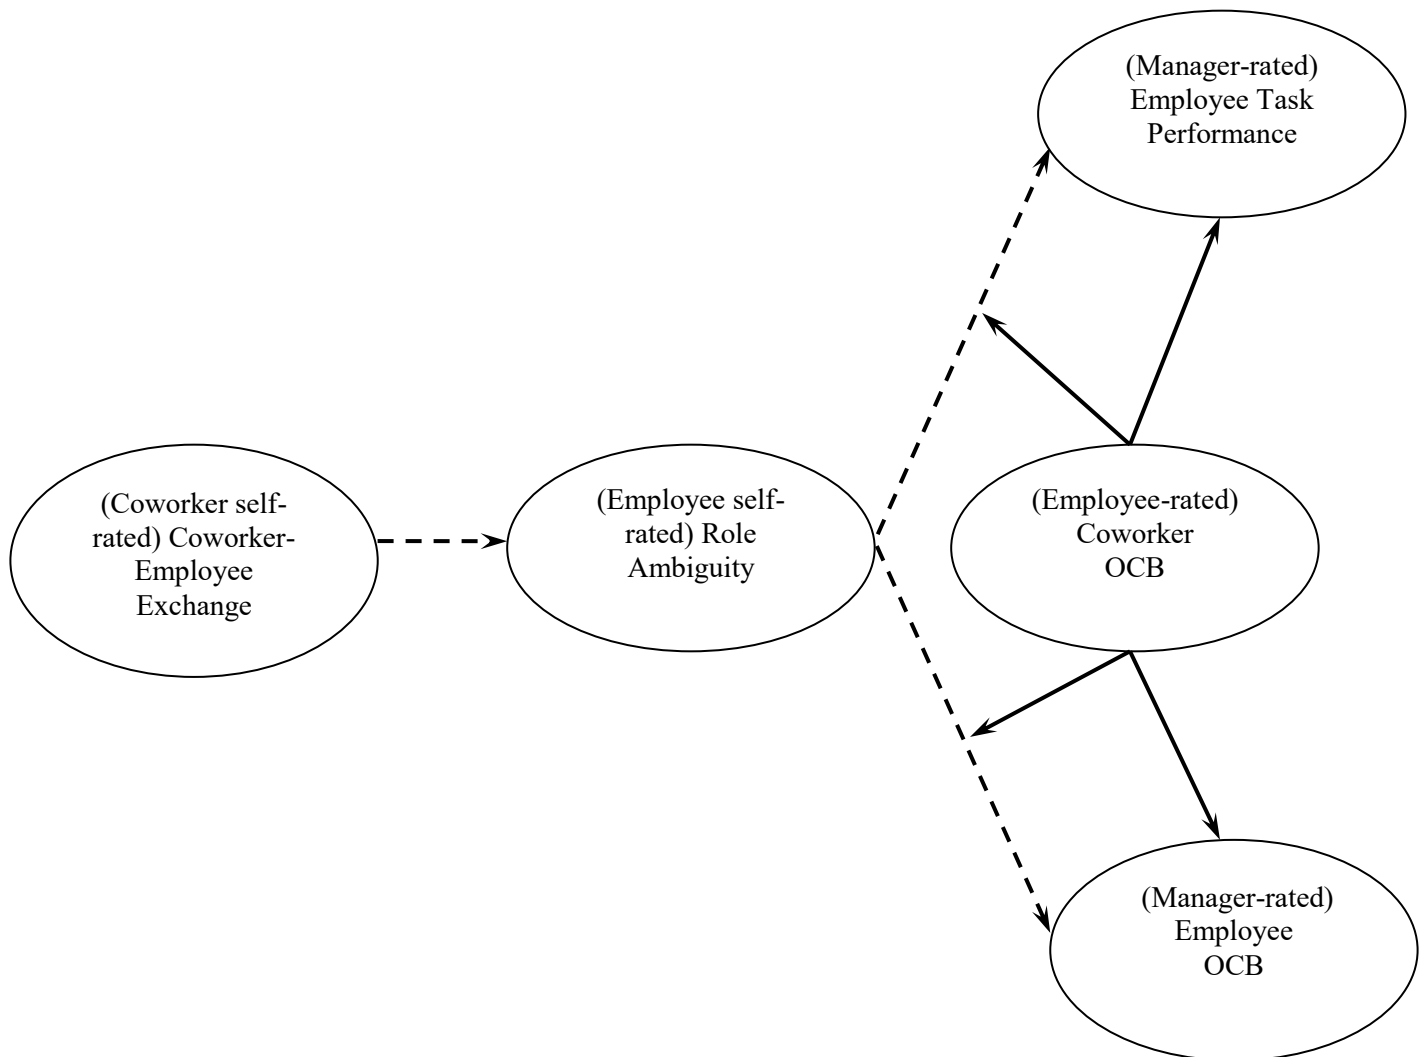 (Manager-rated)
Employee Task
Performance
(Coworker self-
rated) Coworker-
Employee
Exchange
(Employee self-
rated) Role
Ambiguity
(Employee-rated)
Coworker
OCB
(Manager-rated)
Employee
OCB